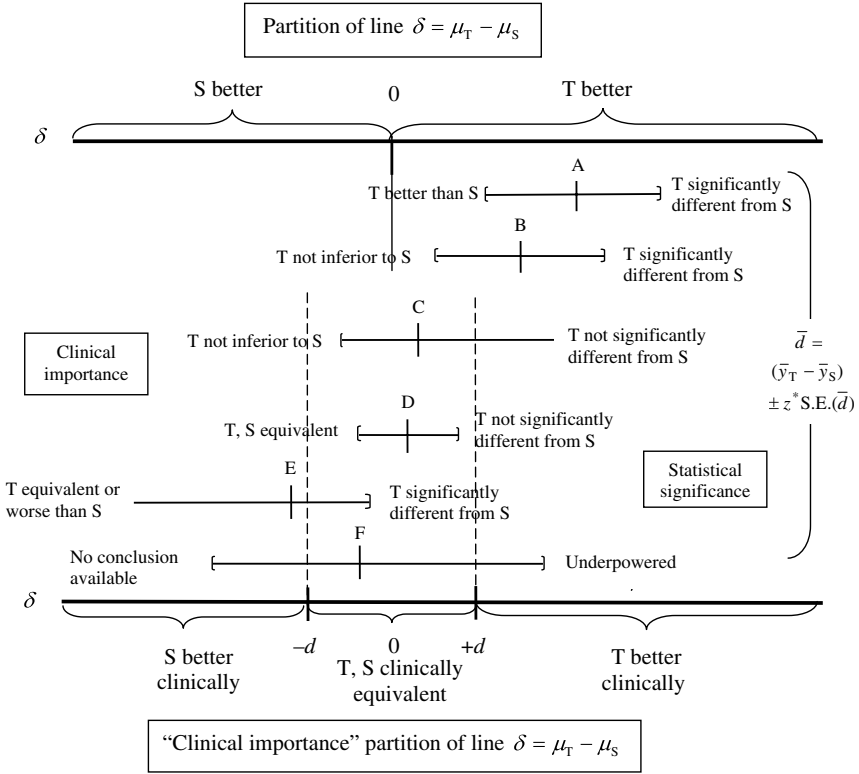 Partition of line δ = μT − μS
S better
0
T better
δ
A
T better than S
T significantly
different from S
B
T not inferior to S
T significantly
different from S
C
T not inferior to S
T not significantly
different from S
Clinical
importance
d̅ =
(y̅T − y̅S)
± z* S.E.(d̅)
D
T, S equivalent
T not significantly
different from S
E
T equivalent or
worse than S
T significantly
different from S
Statistical
significance
F
No conclusion
available
Underpowered
δ
−d
0
+d
S better
clinically
T, S clinically
equivalent
T better
clinically
“Clinical importance” partition of line δ = μT − μS